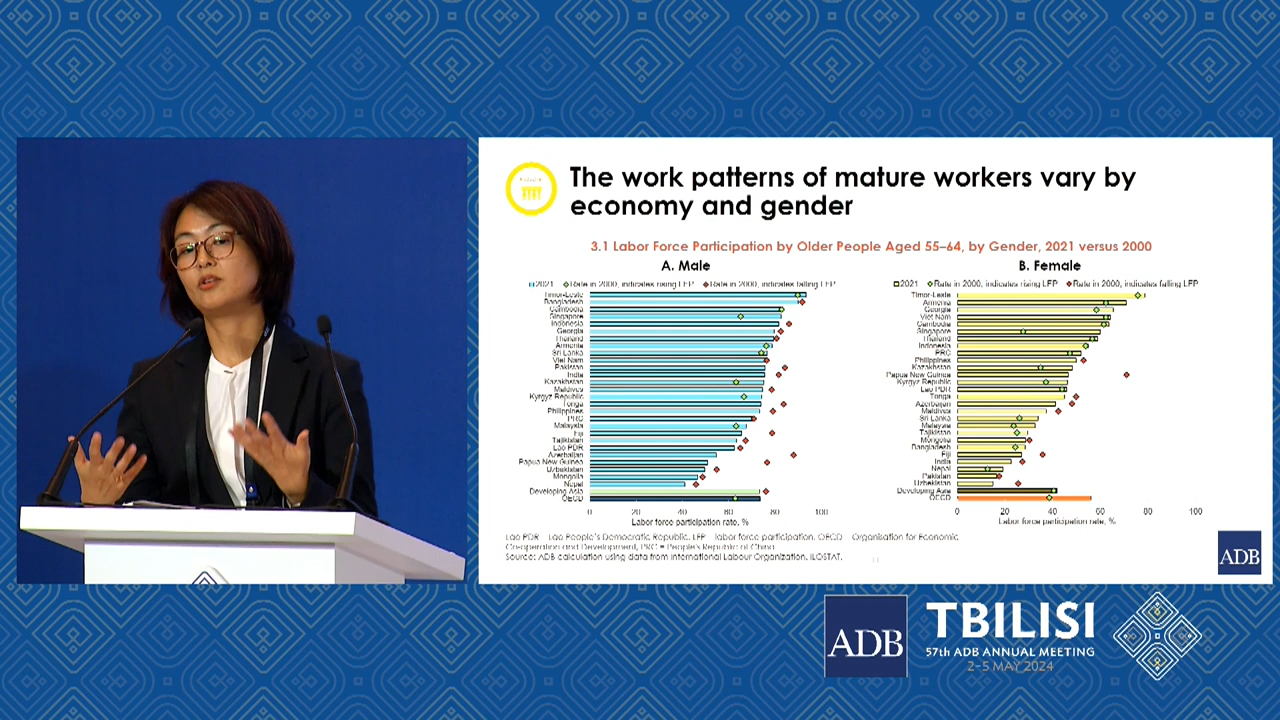 The work patterns of mature workers vary by
economy and gender
3.1 Labor Force Participation by Older People Aged 55–64, by Gender, 2021 versus 2000
A. Male
2021 Rate in 2000, indicates rising LFP Rate in 2000, indicates falling LFP
Timor-Leste
Bangladesh
Cambodia
Singapore
Indonesia
Georgia
Thailand
Armenia
Sri Lanka
Viet Nam
Pakistan
India
Kazakhstan
Maldives
Kyrgyz Republic
Tonga
Philippines
PRC
Malaysia
Fiji
Tajikistan
Lao PDR
Azerbaijan
Papua New Guinea
Uzbekistan
Mongolia
Nepal
Developing Asia
OECD
0 20 40 60 80 100
Labor force participation rate, %
B. Female
2021 Rate in 2000, indicates rising LFP Rate in 2000, indicates falling LFP
Timor-Leste
Armenia
Georgia
Viet Nam
Cambodia
Singapore
Thailand
Indonesia
PRC
Philippines
Kazakhstan
Papua New Guinea
Kyrgyz Republic
Lao PDR
Tonga
Azerbaijan
Maldives
Sri Lanka
Malaysia
Tajikistan
Mongolia
Bangladesh
Fiji
India
Nepal
Pakistan
Uzbekistan
Developing Asia
OECD
0 20 40 60 80 100
Labor force participation rate, %
Lao PDR = Lao People's Democratic Republic, LFP = labor force participation, OECD = Organisation for Economic
Co-operation and Development, PRC = People's Republic of China.
Source: ADB calculation using data from International Labour Organization, ILOSTAT.
ADB
ADB
TBILISI
57th ADB ANNUAL MEETING
2–5 MAY 2024